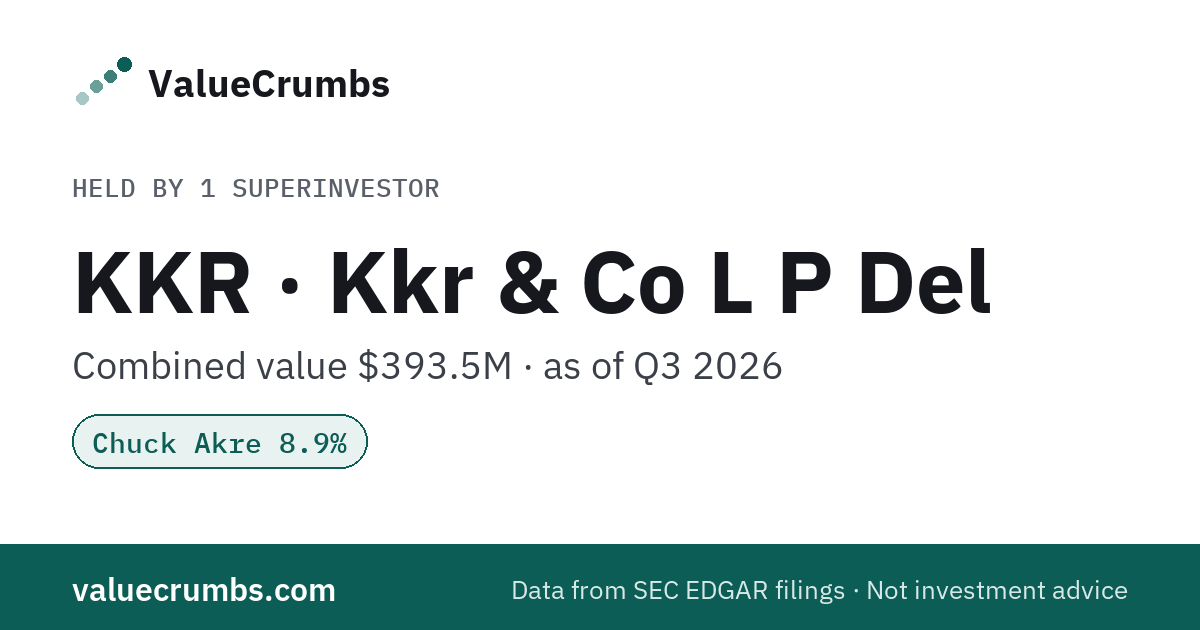 ValueCrumbs
HELD BY 1 SUPERINVESTOR
KKR · Kkr & Co L P Del
Combined value $393.5M · as of Q3 2026
Chuck Akre 8.9%
valuecrumbs.com
Data from SEC EDGAR filings · Not investment advice